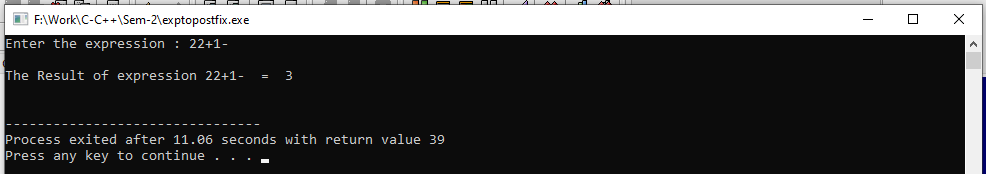 F:\Work\C-C++\Sem-2\exptopostfix.exe
Enter the expression : 22+1-
The Result of expression 22+1-  =  3
--------------------------------
Process exited after 11.06 seconds with return value 39
Press any key to continue . . .